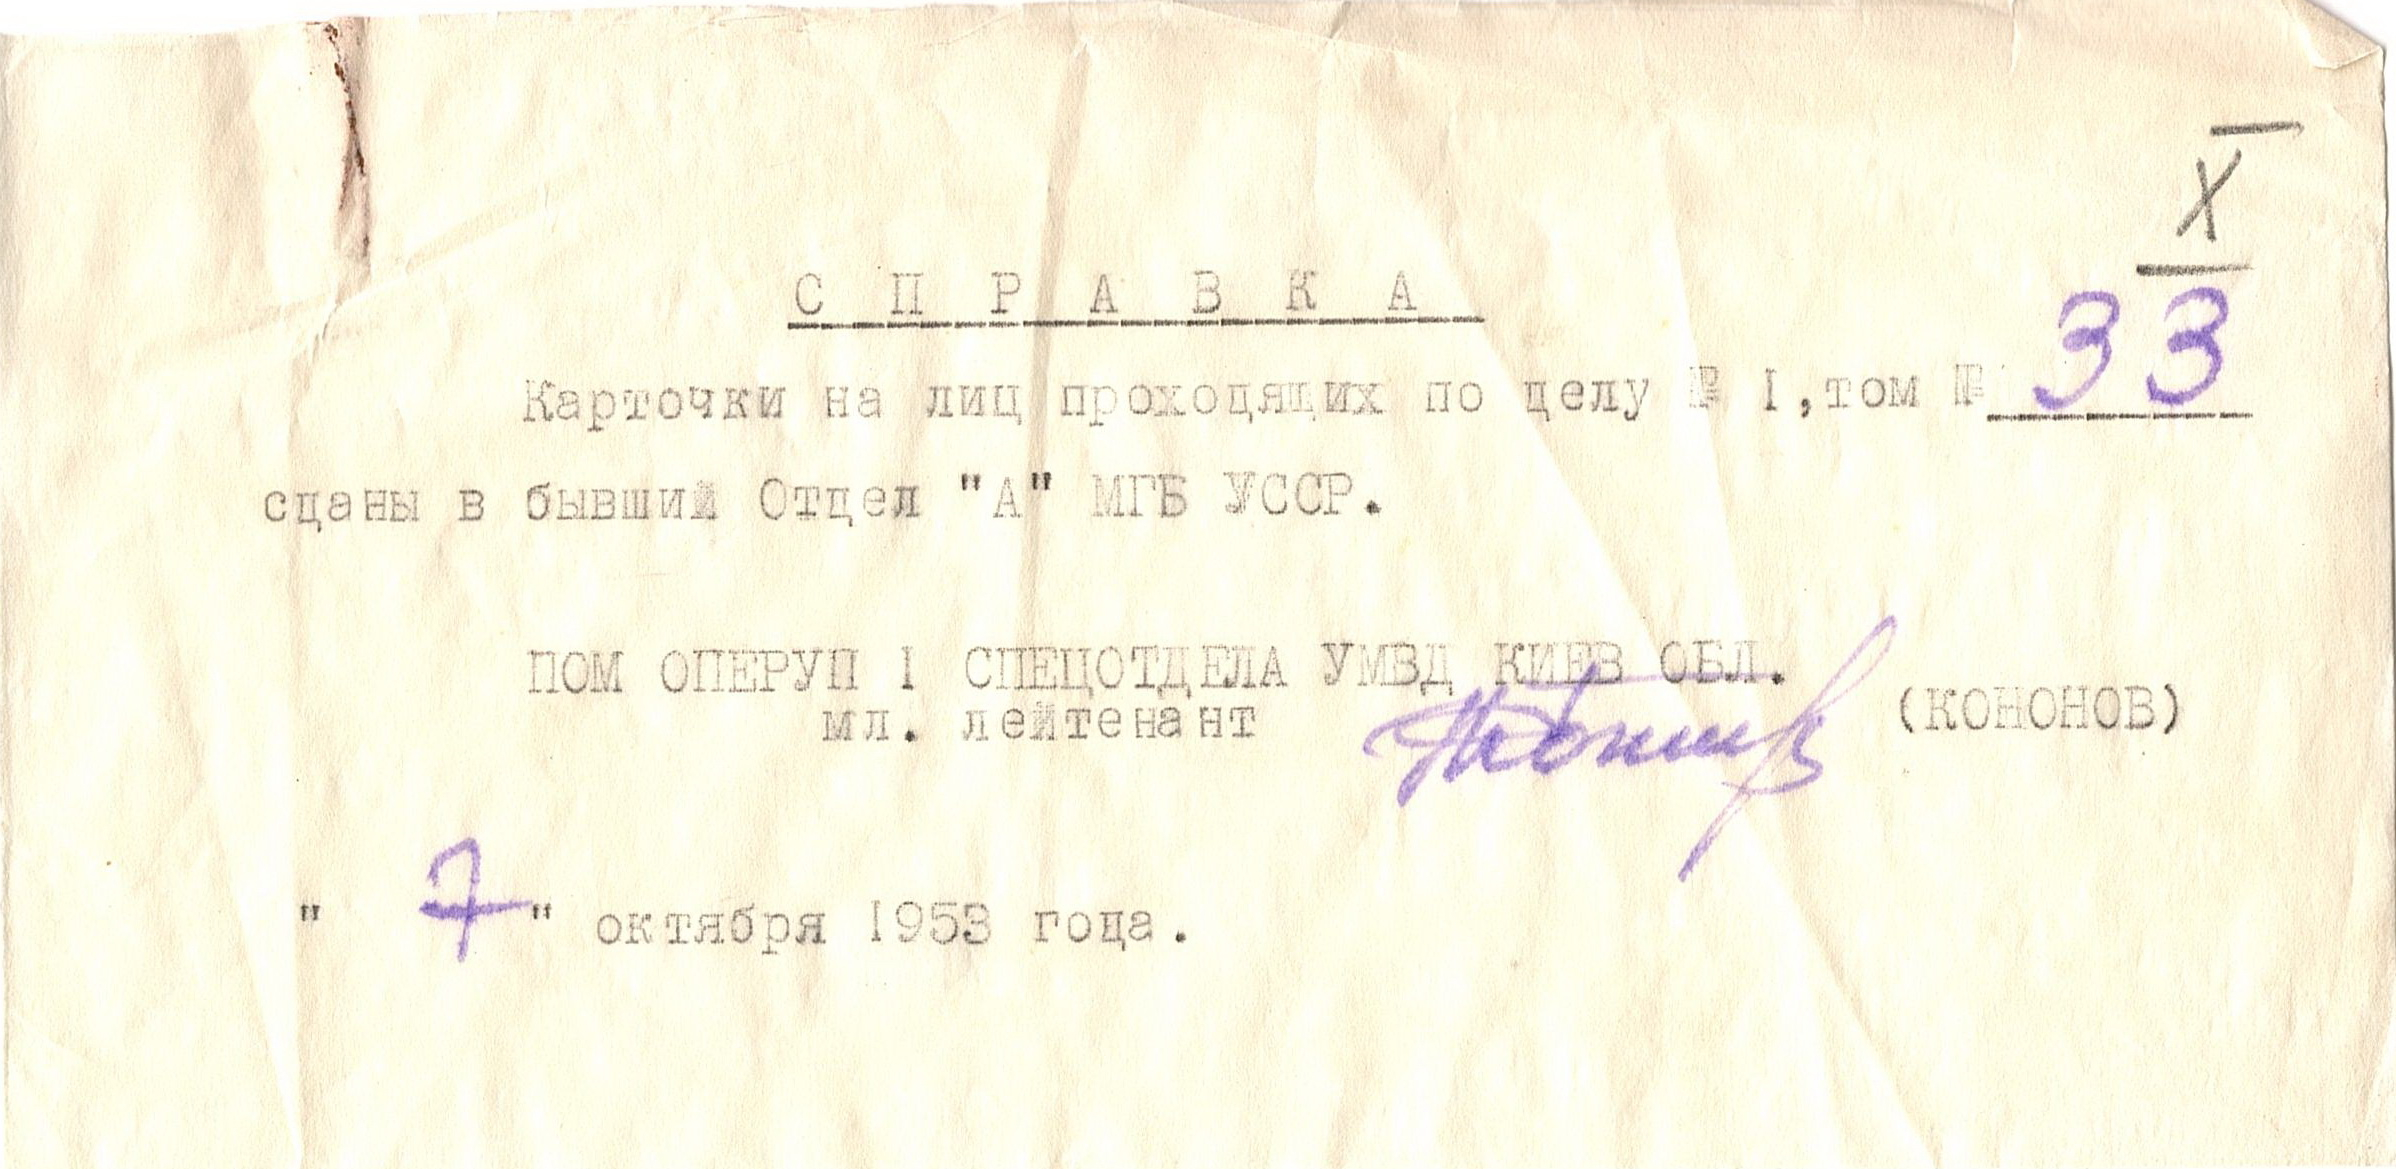 X
С П Р А В К А
Карточки на лиц проходящих по делу № 1, том № 33
сданы в бывший Отдел "А" МГБ УССР.
ПОМ ОПЕРУП 1 СПЕЦОТДЕЛА УМВД КИЕВ ОБЛ.
мл. лейтенант (КОНОНОВ)
" 7 " октября 1953 года.